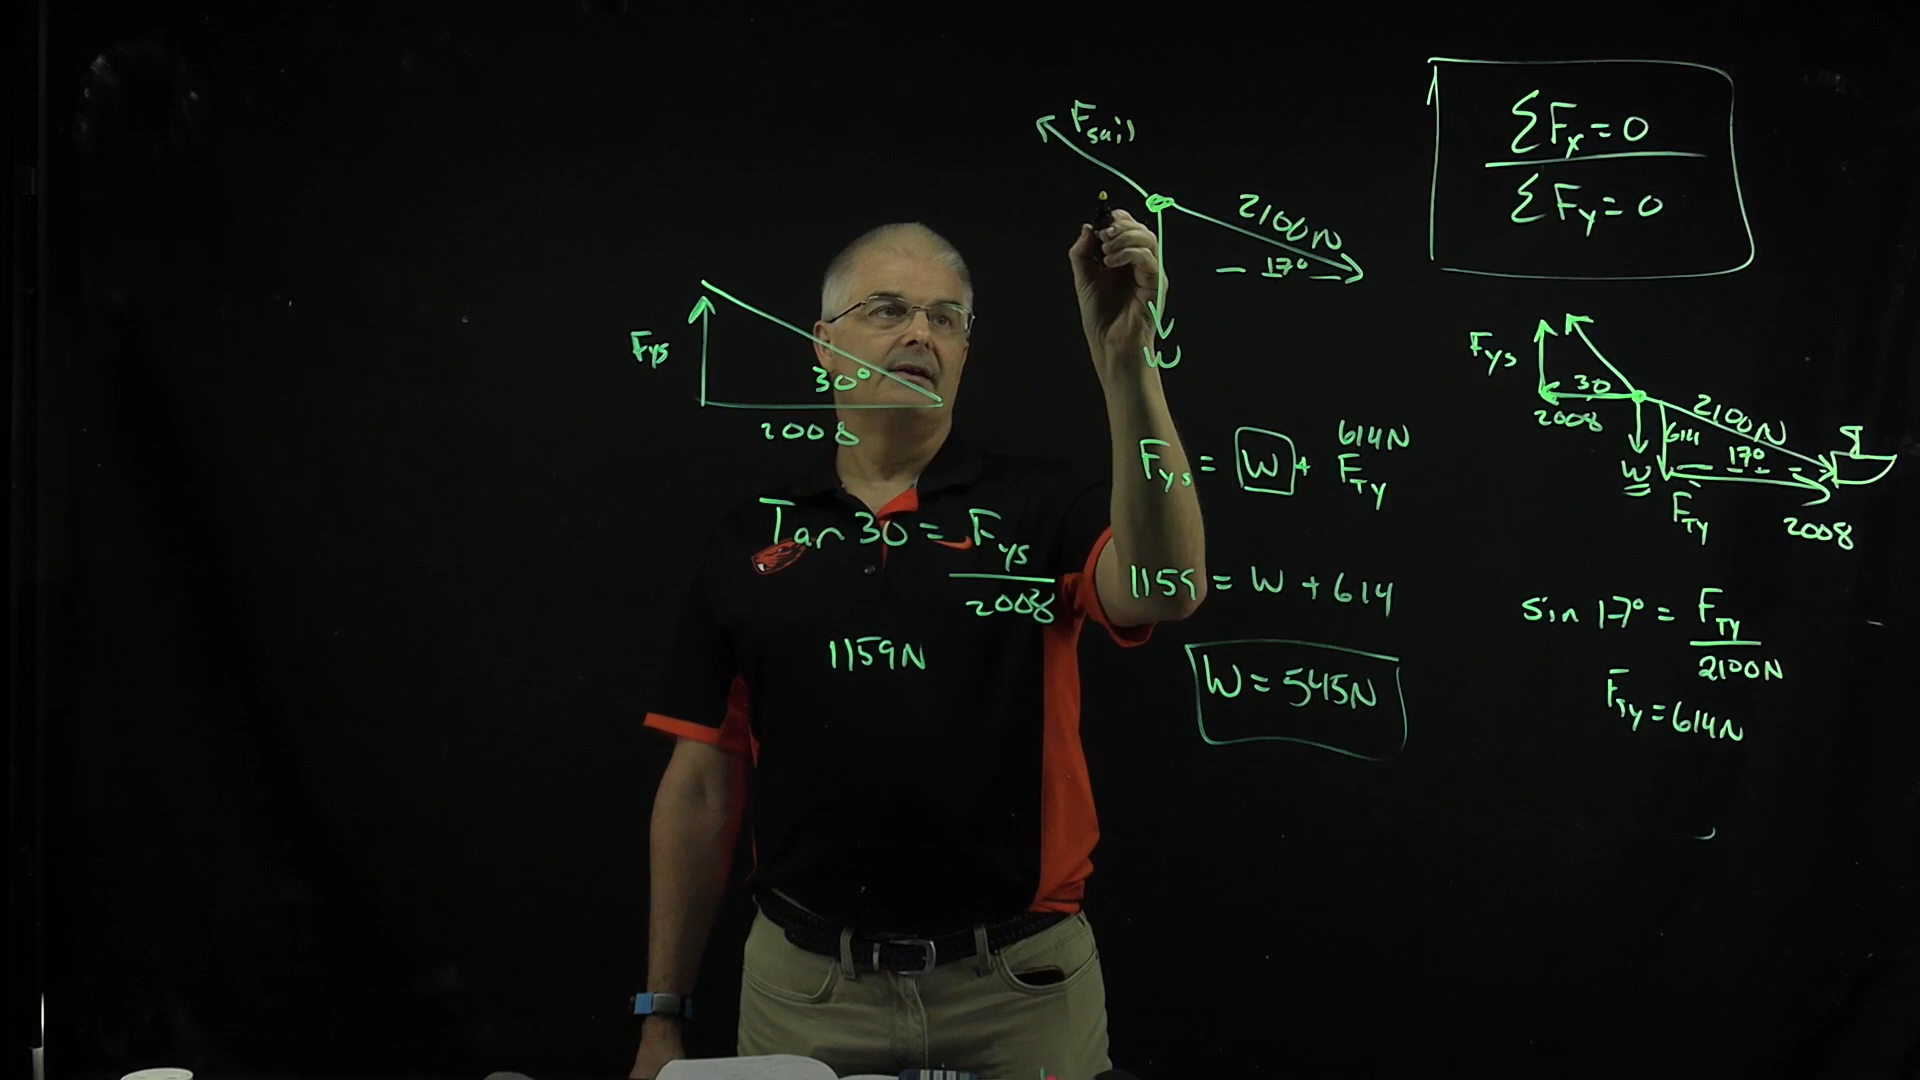 F sail
2100N
17°
W
ΣFx = 0
ΣFy = 0
Fys
30°
2008
Fys
30
2008
2100N
614
17°
W
FTy
2008
614N
Fys = W + FTy
Tan 30 = Fys
2008
1159N
1159 = W + 614
W = 545N
sin 17° = FTy
2100N
FTy = 614N